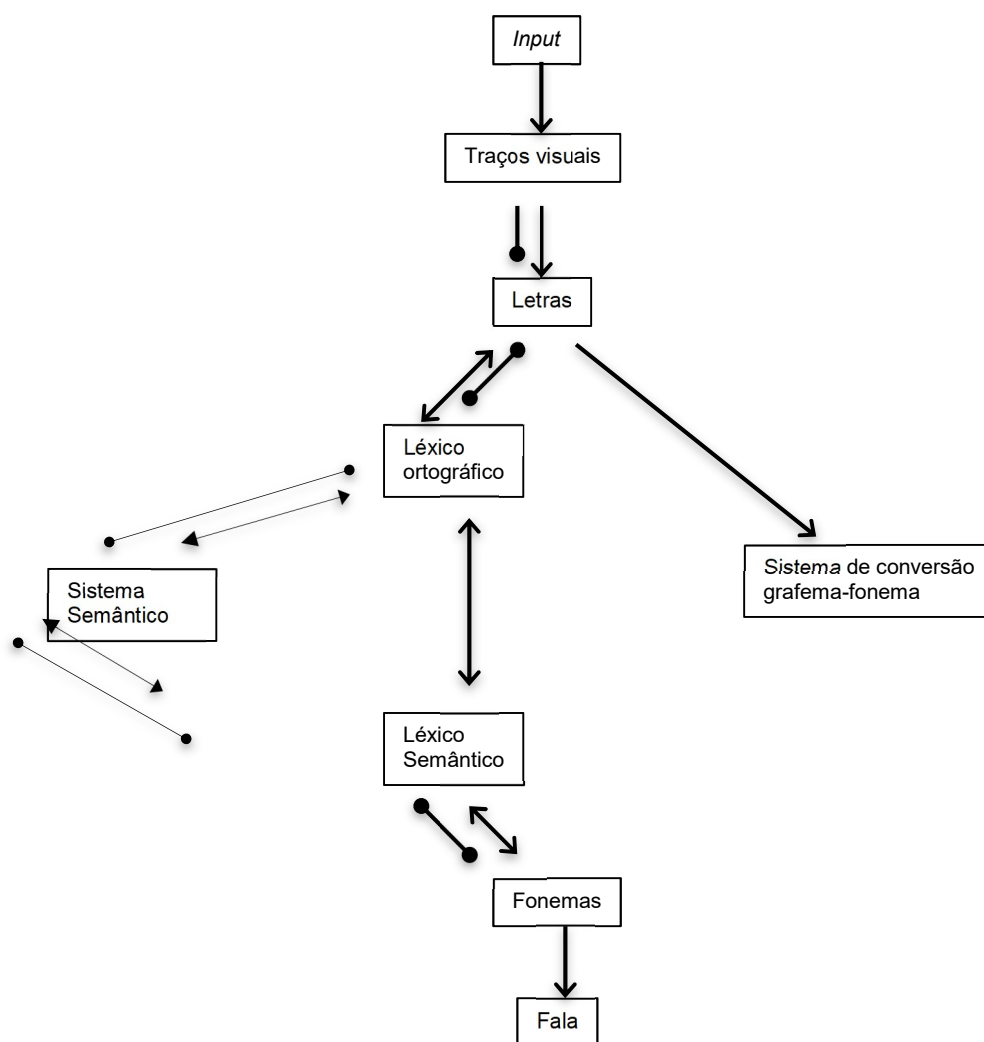 Input
Traços visuais
Letras
Léxico
ortográfico
Sistema
Semântico
Sistema de conversão
grafema-fonema
Léxico
Semântico
Fonemas
Fala